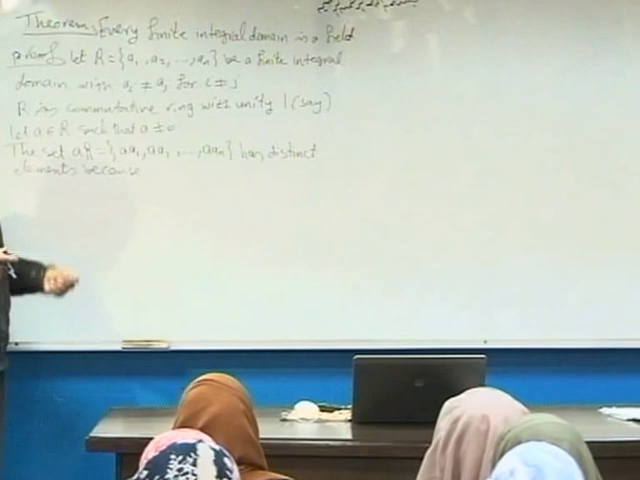 Theorem: Every finite integral domain is a field
proof: Let R = {a₁, a₂, ..., aₙ} be a finite integral
domain with aᵢ ≠ aⱼ for i ≠ j
R is a commutative ring with unity 1 (say)
Let a ∈ R such that a ≠ 0
The set aR = {aa₁, aa₂, ..., aaₙ} has distinct
elements because